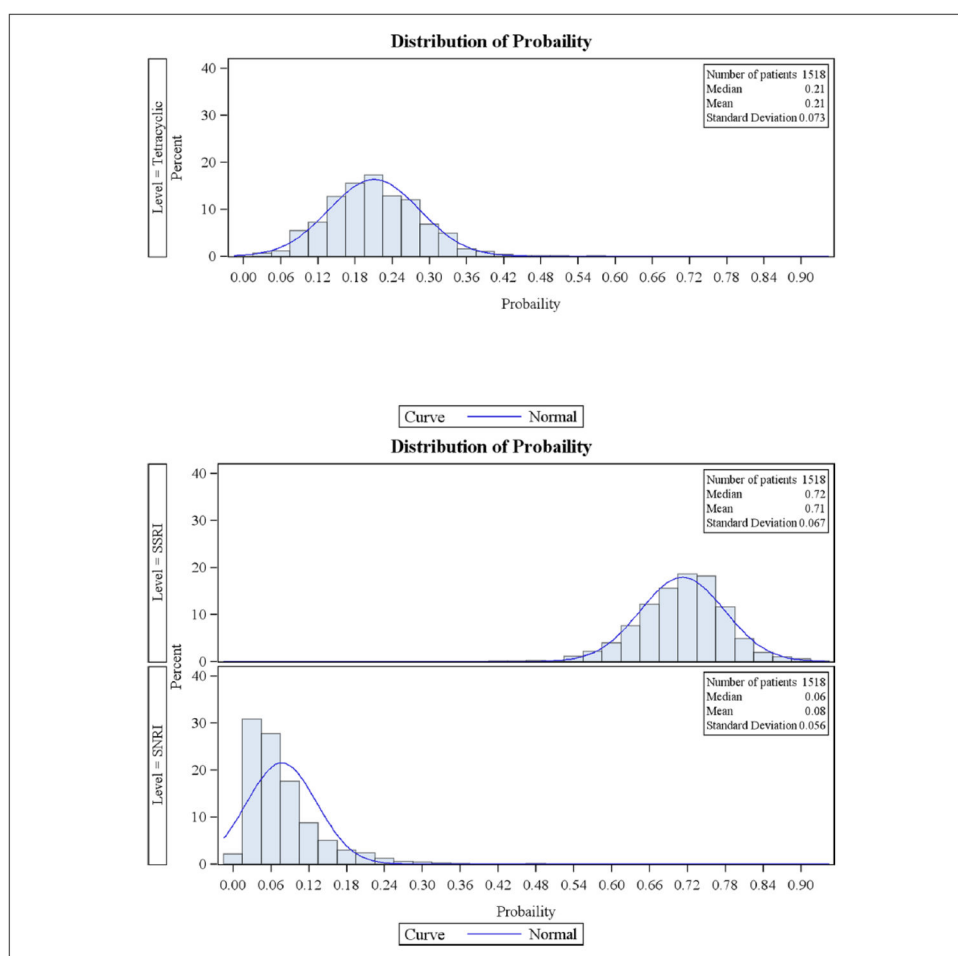 Distribution of Probaility
Level = Tetracyclic
Percent
40
30
20
10
0
Number of patients 1518
Median 0.21
Mean 0.21
Standard Deviation 0.073
0.00 0.06 0.12 0.18 0.24 0.30 0.36 0.42 0.48 0.54 0.60 0.66 0.72 0.78 0.84 0.90
Probaility
Curve Normal
Distribution of Probaility
Level = SSRI
Percent
40
30
20
10
0
Number of patients 1518
Median 0.72
Mean 0.71
Standard Deviation 0.067
Level = SNRI
40
30
20
10
0
Number of patients 1518
Median 0.06
Mean 0.08
Standard Deviation 0.056
0.00 0.06 0.12 0.18 0.24 0.30 0.36 0.42 0.48 0.54 0.60 0.66 0.72 0.78 0.84 0.90
Probaility
Curve Normal